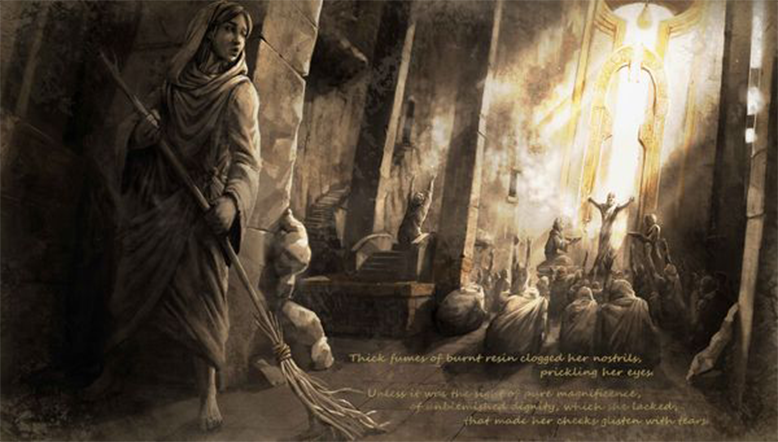 Thick fumes of burnt resin clogged her nostrils,
prickling her eyes.
Unless it was the sight of pure magnificence,
of unblemished dignity, which she lacked,
that made her cheeks glisten with tears.